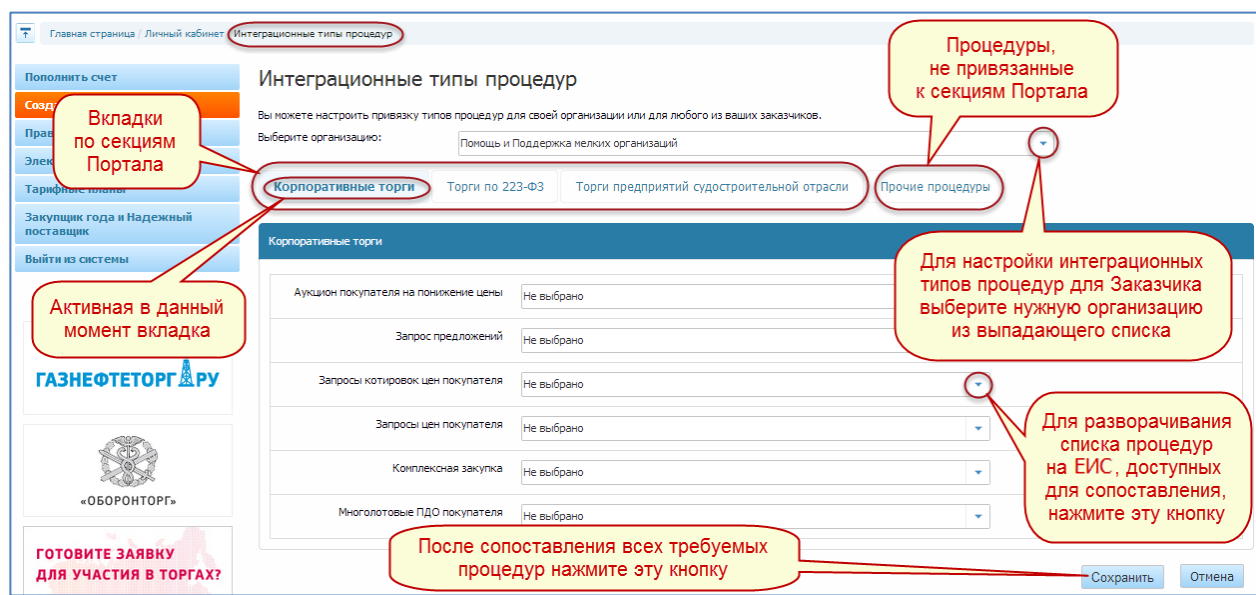 Главная страница / Личный кабинет / Интеграционные типы процедур
Процедуры,
не привязанные
к секциям Портала
Пополнить счет
Интеграционные типы процедур
Вкладки
по секциям
Портала
Вы можете настроить привязку типов процедур для своей организации или для любого из ваших заказчиков.
Выберите организацию:
Помощь и Поддержка мелких организаций
Тарифные планы
Закупщик года и Надежный
поставщик
Выйти из системы
Корпоративные торги
Торги по 223-ФЗ
Торги предприятий судостроительной отрасли
Прочие процедуры
Корпоративные торги
Для настройки интеграционных
типов процедур для Заказчика
выберите нужную организацию
из выпадающего списка
Активная в данный
момент вкладка
Аукцион покупателя на понижение цены
Не выбрано
Запрос предложений
Не выбрано
Запросы котировок цен покупателя
Не выбрано
Запросы цен покупателя
Не выбрано
Комплексная закупка
Не выбрано
Многолотовые ПДО покупателя
Не выбрано
Для разворачивания
списка процедур
на ЕИС, доступных
для сопоставления,
нажмите эту кнопку
ГАЗНЕФТЕТОРГ РУ
«ОБОРОНТОРГ»
ГОТОВИТЕ ЗАЯВКУ
ДЛЯ УЧАСТИЯ В ТОРГАХ?
После сопоставления всех требуемых
процедур нажмите эту кнопку
Сохранить
Отмена